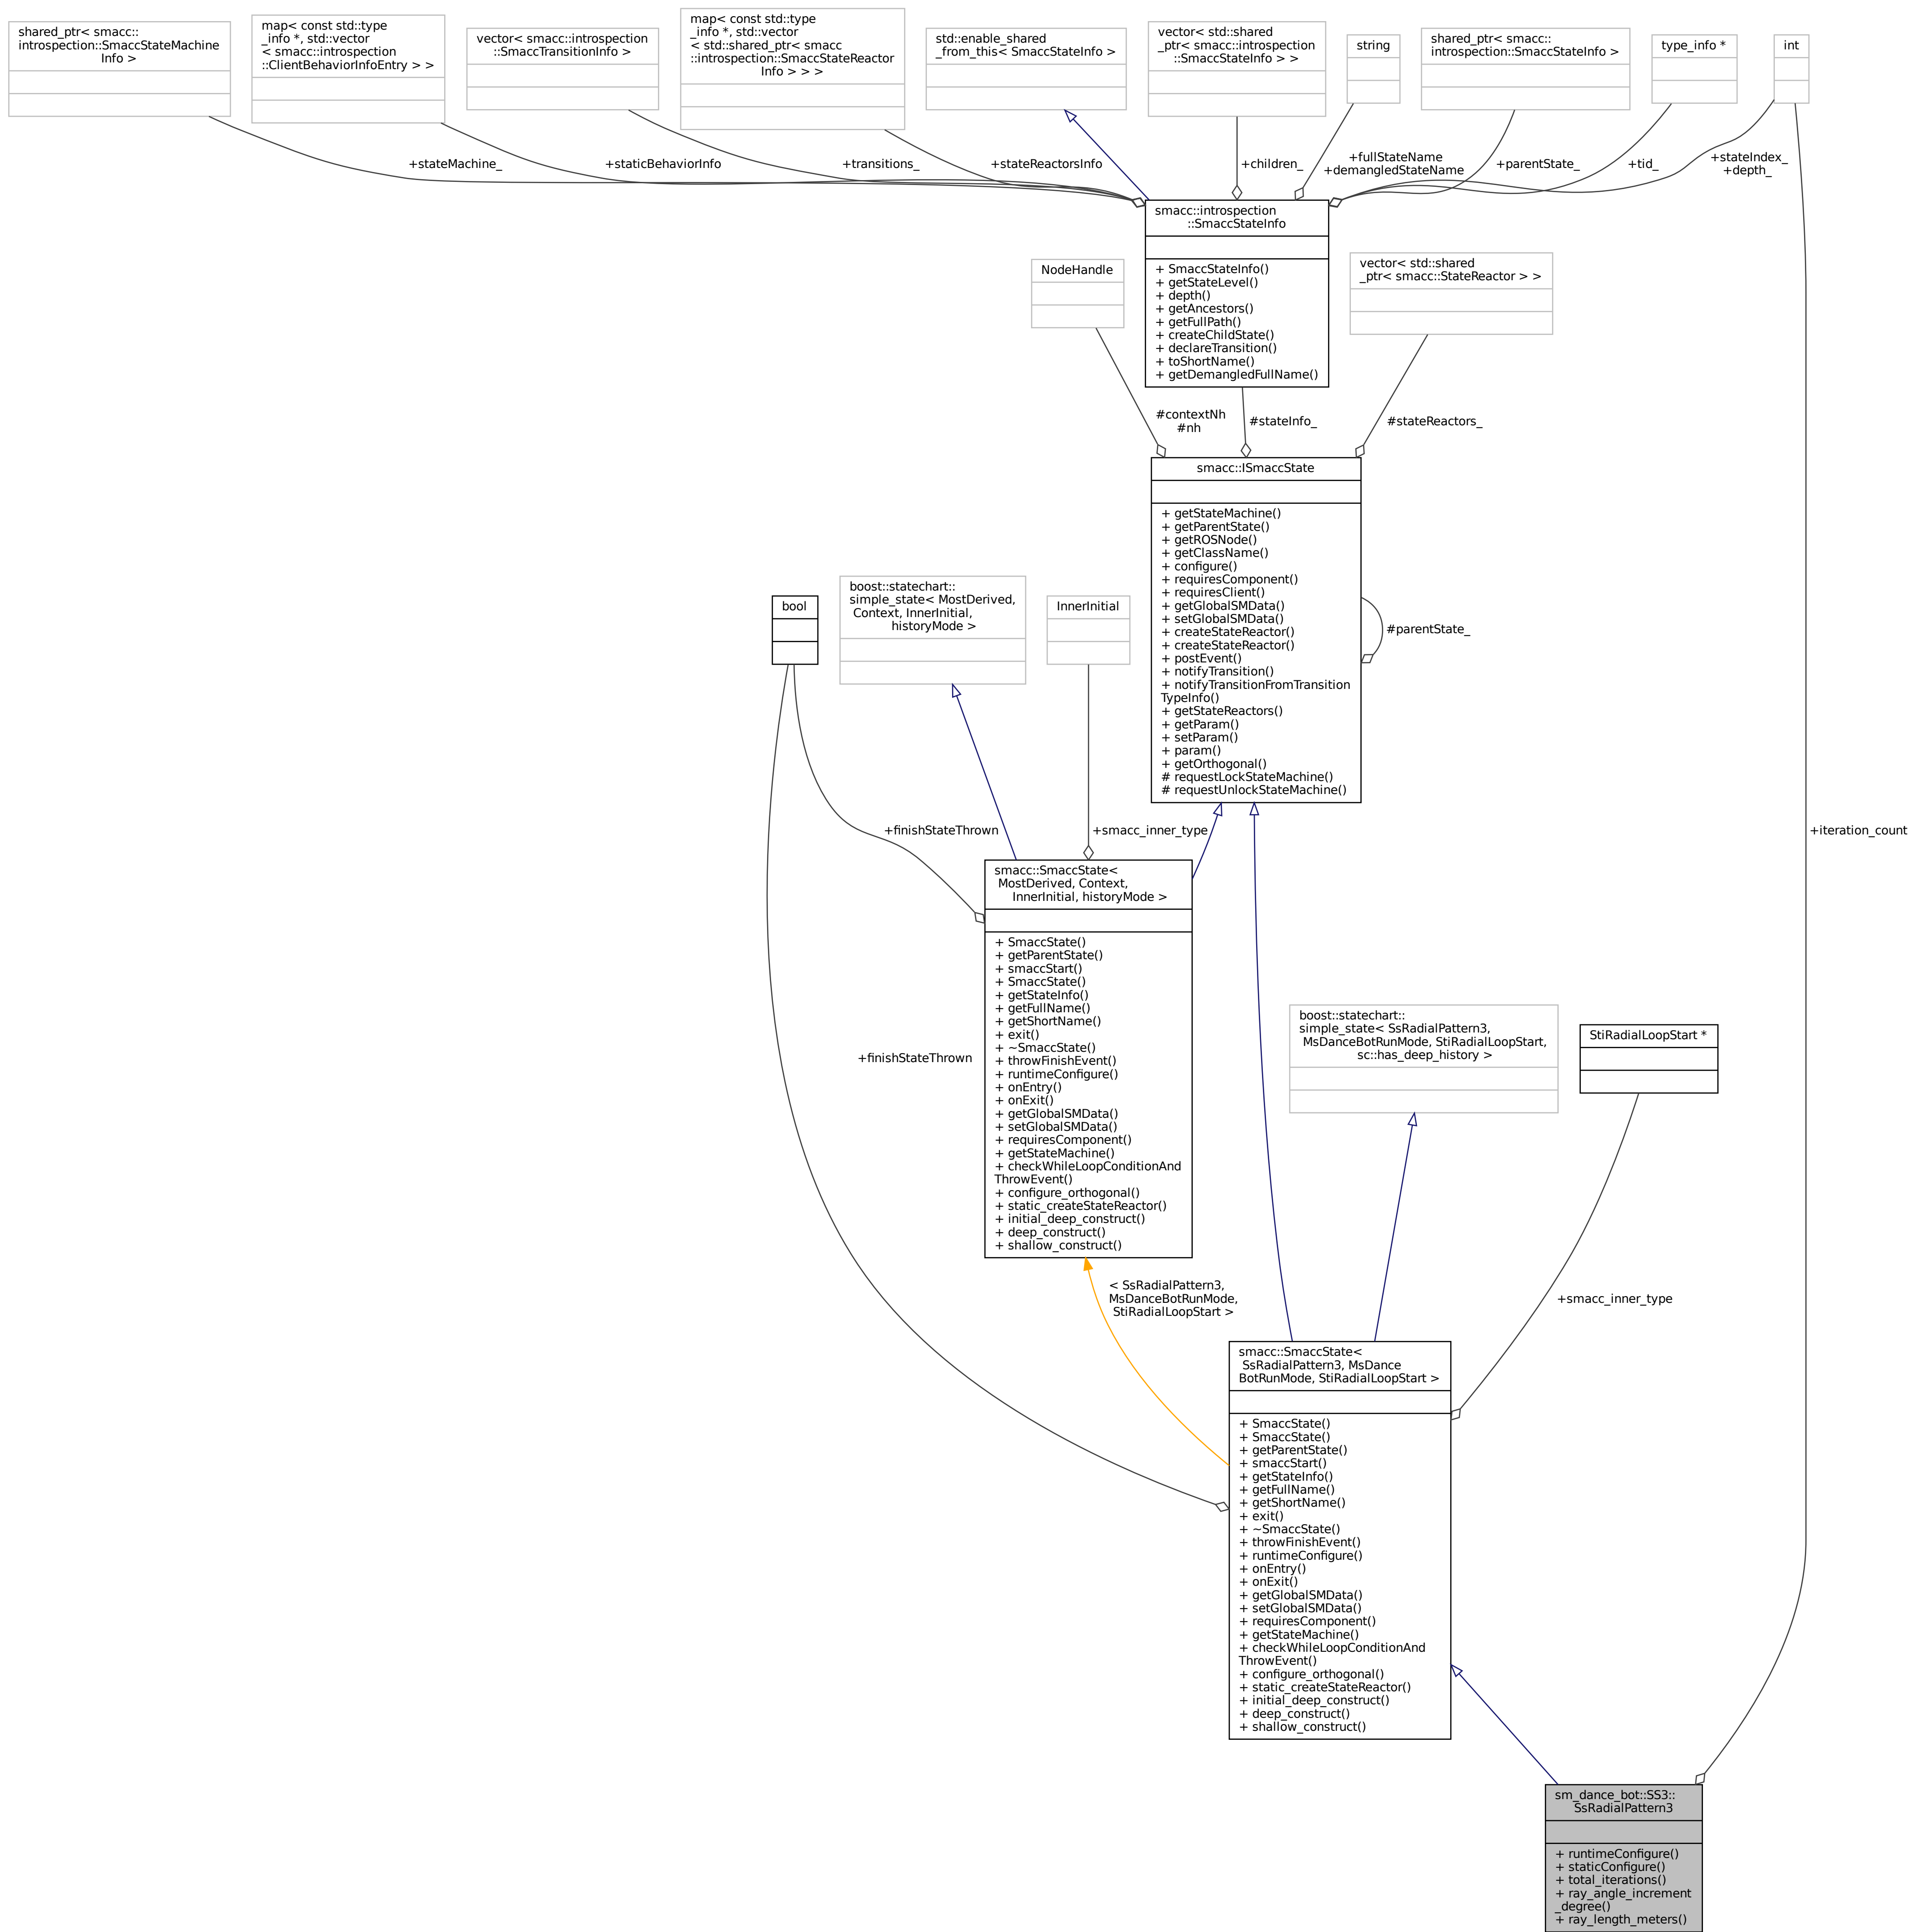 shared_ptr< smacc::
introspection::SmaccStateMachine
Info >
map< const std::type
_info *, std::vector
< smacc::introspection
::ClientBehaviorInfoEntry > >
vector< smacc::introspection
::SmaccTransitionInfo >
map< const std::type
_info *, std::vector
< std::shared_ptr< smacc
::introspection::SmaccStateReactor
Info > > >
std::enable_shared
_from_this< SmaccStateInfo >
vector< std::shared
_ptr< smacc::introspection
::SmaccStateInfo > >
string
shared_ptr< smacc::
introspection::SmaccStateInfo >
type_info *
int
+stateMachine_
+staticBehaviorInfo
+transitions_
+stateReactorsInfo
+children_
+fullStateName
+demangledStateName
+parentState_
+tid_
+stateIndex_
+depth_
smacc::introspection
::SmaccStateInfo
+ SmaccStateInfo()
+ getStateLevel()
+ depth()
+ getAncestors()
+ getFullPath()
+ createChildState()
+ declareTransition()
+ toShortName()
+ getDemangledFullName()
NodeHandle
vector< std::shared
_ptr< smacc::StateReactor > >
#contextNh
#nh
#stateInfo_
#stateReactors_
smacc::ISmaccState
+ getStateMachine()
+ getParentState()
+ getROSNode()
+ getClassName()
+ configure()
+ requiresComponent()
+ requiresClient()
+ getGlobalSMData()
+ setGlobalSMData()
+ createStateReactor()
+ createStateReactor()
+ postEvent()
+ notifyTransition()
+ notifyTransitionFromTransition
TypeInfo()
+ getStateReactors()
+ getParam()
+ setParam()
+ param()
+ getOrthogonal()
# requestLockStateMachine()
# requestUnlockStateMachine()
#parentState_
bool
boost::statechart::
simple_state< MostDerived,
Context, InnerInitial,
historyMode >
InnerInitial
+finishStateThrown
+smacc_inner_type
+iteration_count
smacc::SmaccState<
MostDerived, Context,
InnerInitial, historyMode >
+ SmaccState()
+ getParentState()
+ smaccStart()
+ SmaccState()
+ getStateInfo()
+ getFullName()
+ getShortName()
+ exit()
+ ~SmaccState()
+ throwFinishEvent()
+ runtimeConfigure()
+ onEntry()
+ onExit()
+ getGlobalSMData()
+ setGlobalSMData()
+ requiresComponent()
+ getStateMachine()
+ checkWhileLoopConditionAnd
ThrowEvent()
+ configure_orthogonal()
+ static_createStateReactor()
+ initial_deep_construct()
+ deep_construct()
+ shallow_construct()
+finishStateThrown
boost::statechart::
simple_state< SsRadialPattern3,
MsDanceBotRunMode, StiRadialLoopStart,
sc::has_deep_history >
StiRadialLoopStart *
< SsRadialPattern3,
MsDanceBotRunMode,
StiRadialLoopStart >
+smacc_inner_type
smacc::SmaccState<
SsRadialPattern3, MsDance
BotRunMode, StiRadialLoopStart >
+ SmaccState()
+ SmaccState()
+ getParentState()
+ smaccStart()
+ getStateInfo()
+ getFullName()
+ getShortName()
+ exit()
+ ~SmaccState()
+ throwFinishEvent()
+ runtimeConfigure()
+ onEntry()
+ onExit()
+ getGlobalSMData()
+ setGlobalSMData()
+ requiresComponent()
+ getStateMachine()
+ checkWhileLoopConditionAnd
ThrowEvent()
+ configure_orthogonal()
+ static_createStateReactor()
+ initial_deep_construct()
+ deep_construct()
+ shallow_construct()
sm_dance_bot::SS3::
SsRadialPattern3
+ runtimeConfigure()
+ staticConfigure()
+ total_iterations()
+ ray_angle_increment
_degree()
+ ray_length_meters()